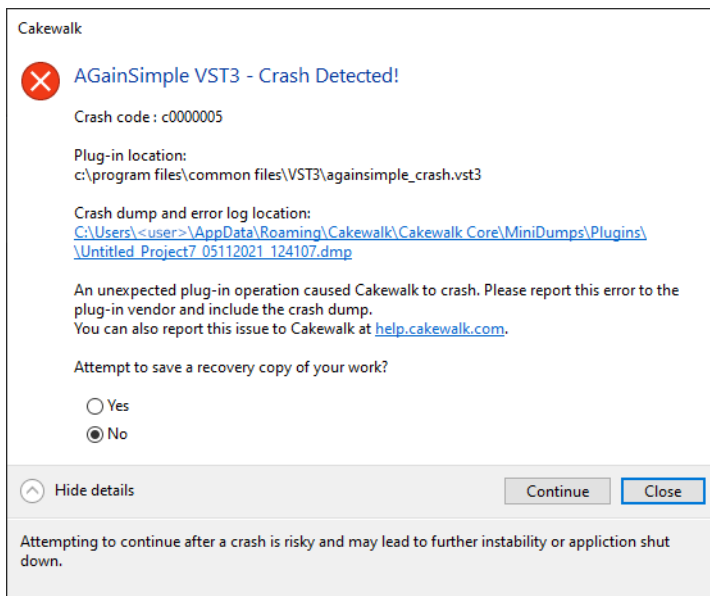 Cakewalk
AGainSimple VST3 - Crash Detected!
Crash code : c0000005
Plug-in location:
c:\program files\common files\VST3\againsimple_crash.vst3
Crash dump and error log location:
C:\Users\<user>\AppData\Roaming\Cakewalk\Cakewalk Core\MiniDumps\Plugins\
\Untitled_Project7_05112021_124107.dmp
An unexpected plug-in operation caused Cakewalk to crash. Please report this error to the
plug-in vendor and include the crash dump.
You can also report this issue to Cakewalk at help.cakewalk.com.
Attempt to save a recovery copy of your work?
Yes
No
Hide details
Continue
Close
Attempting to continue after a crash is risky and may lead to further instability or appliction shut
down.